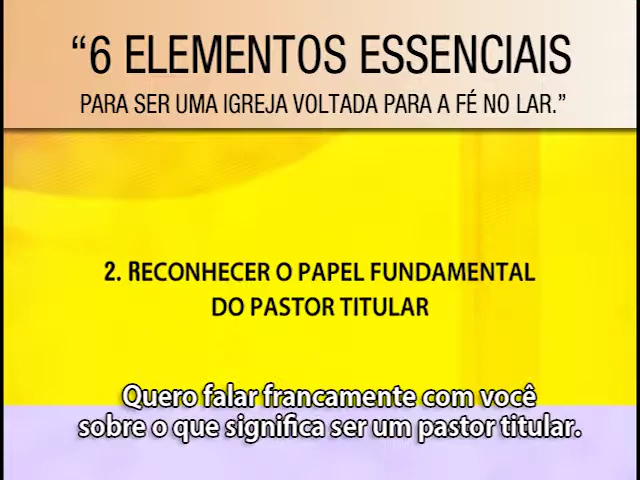 “6 ELEMENTOS ESSENCIAIS
PARA SER UMA IGREJA VOLTADA PARA A FÉ NO LAR.”
2. RECONHECER O PAPEL FUNDAMENTAL
DO PASTOR TITULAR
Quero falar francamente com você
sobre o que significa ser um pastor titular.